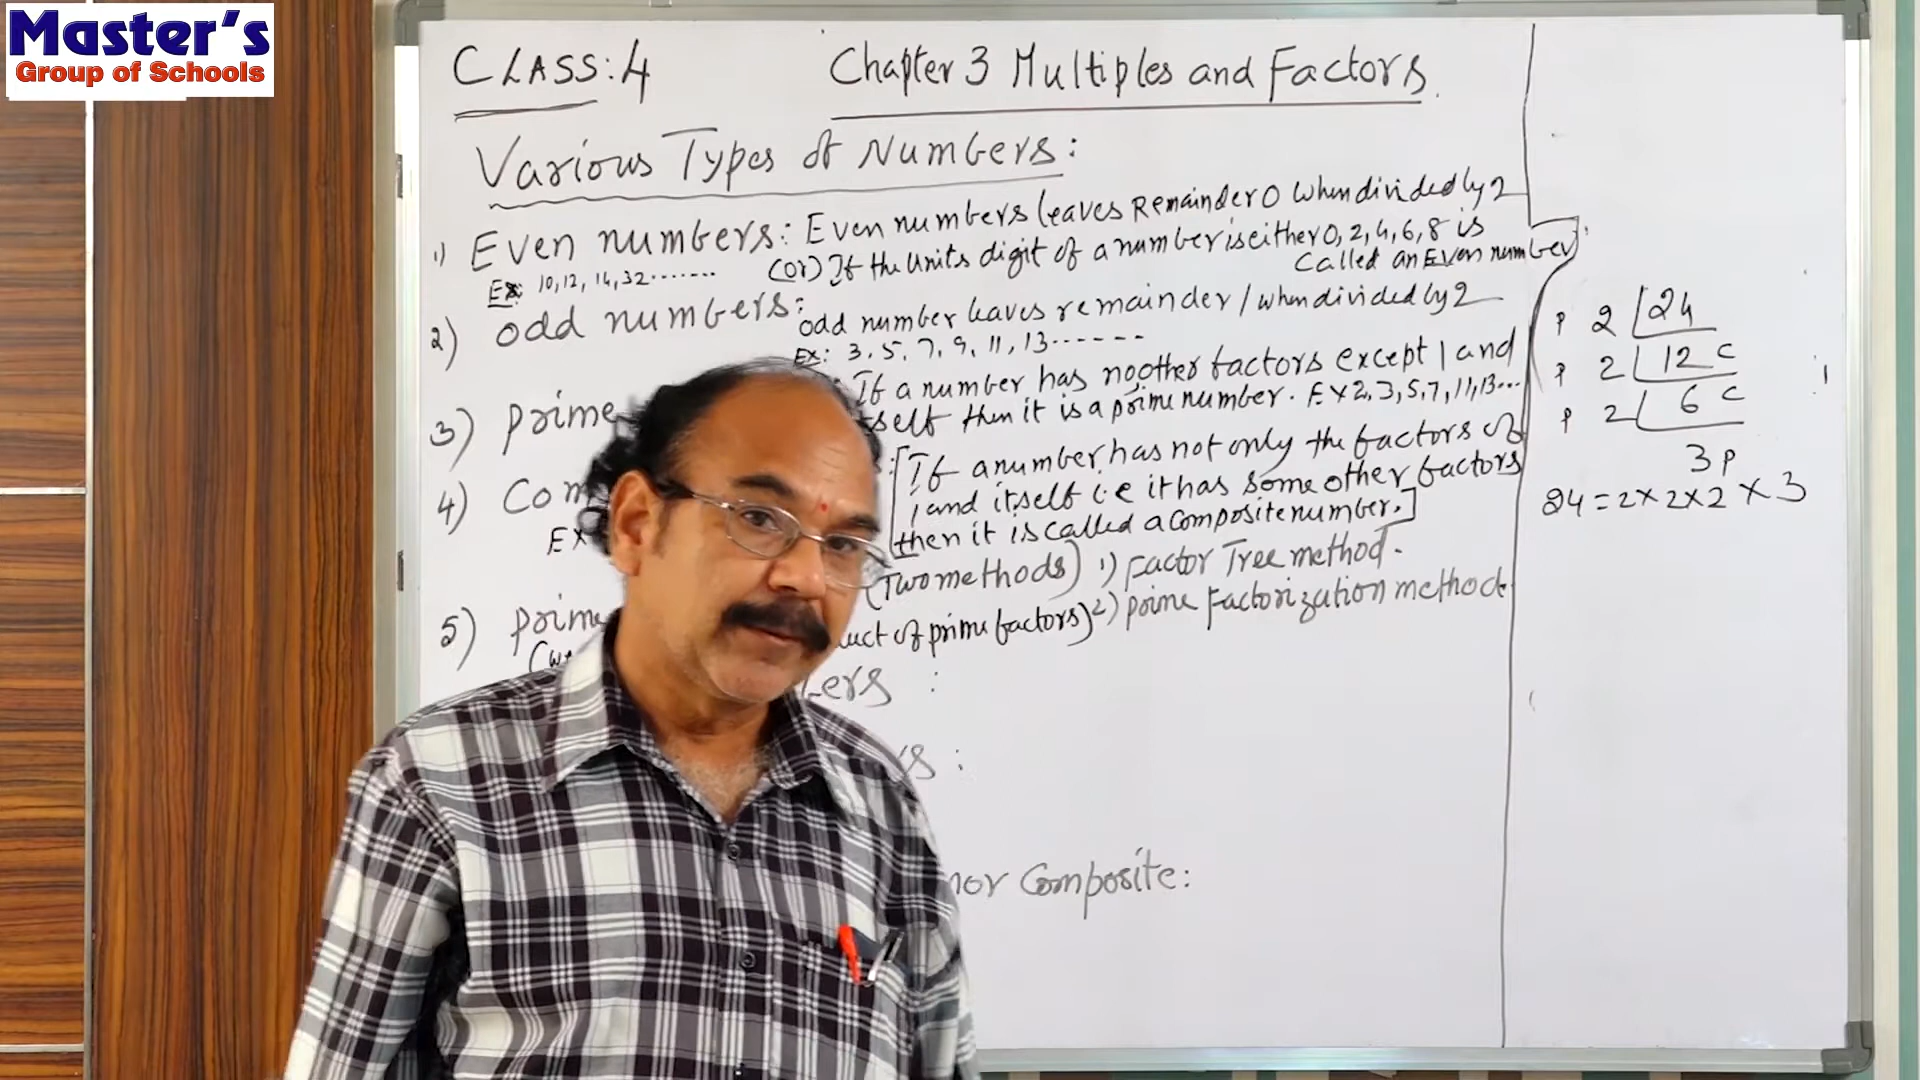 Master's
Group of Schools
CLASS: 4
Chapter 3 Multiples and Factors.
Various Types of Numbers:
1) Even numbers: Even numbers leaves Remainder 0 when divided by 2
(or) If the Units digit of a number is either 0, 2, 4, 6, 8 is
called an Even number
Ex: 10, 12, 14, 32.......
2) odd numbers: odd number leaves remainder 1 when divided by 2
Ex: 3, 5, 7, 9, 11, 13......
3) prime If a number has no other factors except 1 and
itself then it is a prime number. EX 2, 3, 5, 7, 11, 13...
4) Com : [If a number has not only the factors of
1 and itself i.e it has some other factors
then it is called a composite number.]
EX
5) prime (Two methods) 1) Factor Tree method.
(we uct of prime factors) 2) prime Factorization method.
bers :
rs :
nor Composite:
P 2 24
P 2 12 C
P 2 6 C
3 P
24 = 2 × 2 × 2 × 3